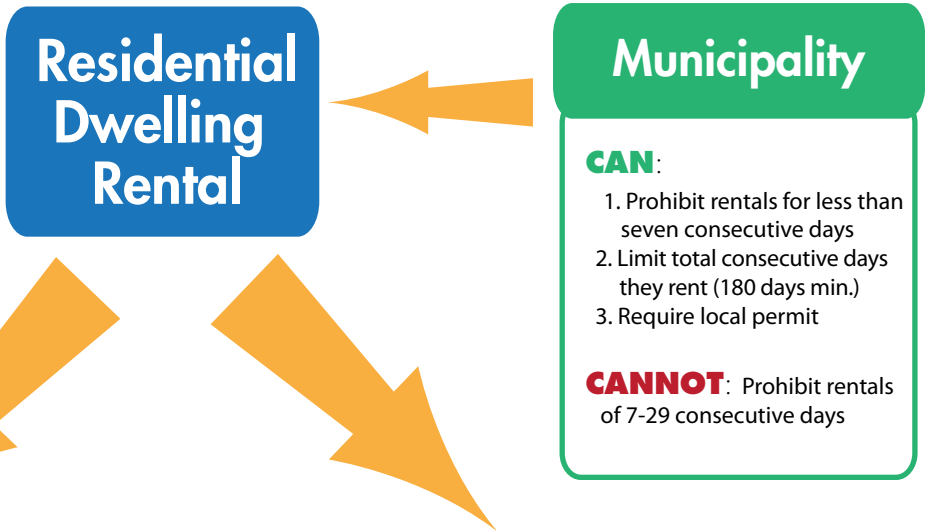 Residential
Dwelling
Rental
Municipality
CAN:
1. Prohibit rentals for less than
seven consecutive days
2. Limit total consecutive days
they rent (180 days min.)
3. Require local permit
CANNOT: Prohibit rentals
of 7-29 consecutive days